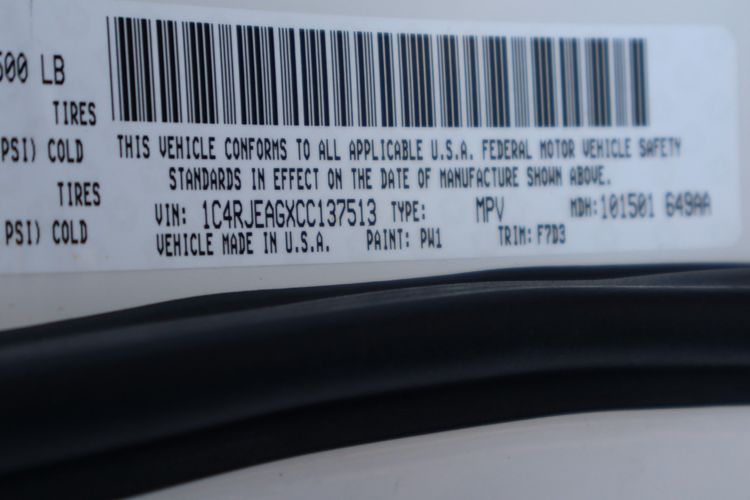 500 LB
TIRES
PSI) COLD
THIS VEHICLE CONFORMS TO ALL APPLICABLE U.S.A. FEDERAL MOTOR VEHICLE SAFETY
STANDARDS IN EFFECT ON THE DATE OF MANUFACTURE SHOWN ABOVE.
TIRES
VIN: 1C4RJEAGXCC137513 TYPE: MPV MDH:101501 649AA
PSI) COLD
VEHICLE MADE IN U.S.A. PAINT: PW1 TRIM: F7D3